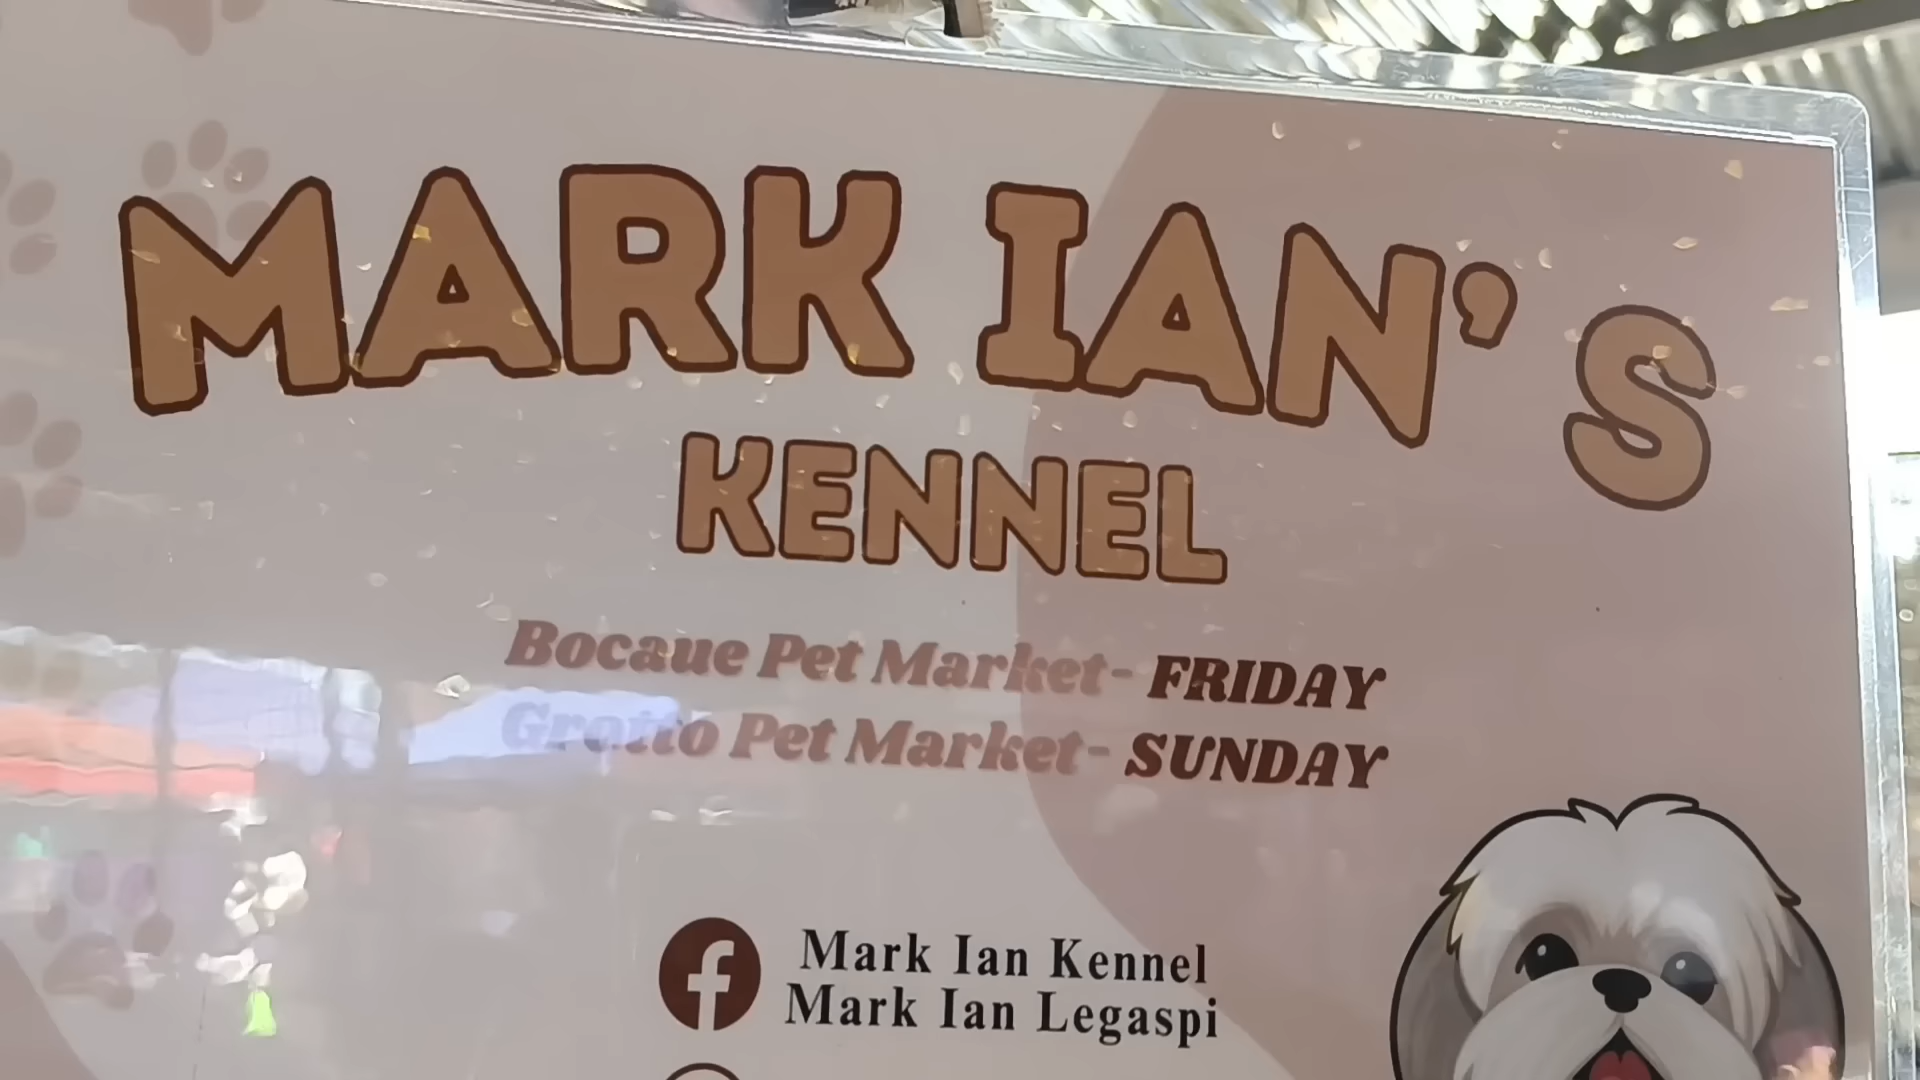 MARK IAN'S
KENNEL
Bocaue Pet Market- FRIDAY
Grotto Pet Market- SUNDAY
Mark Ian Kennel
Mark Ian Legaspi